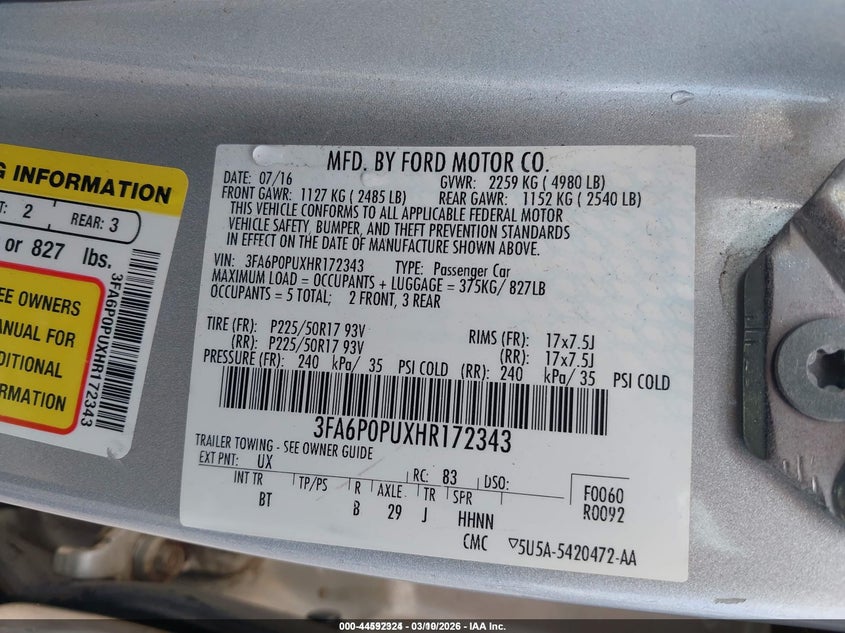 G INFORMATION
T: 2 REAR: 3
or 827 lbs.
EE OWNERS
ANUAL FOR
DITIONAL
ORMATION
3FA6P0PUXHR172343
MFD. BY FORD MOTOR CO.
DATE: 07/16 GVWR: 2259 KG ( 4980 LB)
FRONT GAWR: 1127 KG ( 2485 LB) REAR GAWR: 1152 KG ( 2540 LB)
THIS VEHICLE CONFORMS TO ALL APPLICABLE FEDERAL MOTOR
VEHICLE SAFETY, BUMPER, AND THEFT PREVENTION STANDARDS
IN EFFECT ON THE DATE OF MANUFACTURE SHOWN ABOVE.
VIN: 3FA6P0PUXHR172343 TYPE: Passenger Car
MAXIMUM LOAD = OCCUPANTS + LUGGAGE = 375KG/ 827LB
OCCUPANTS = 5 TOTAL; 2 FRONT, 3 REAR
TIRE (FR): P225/50R17 93V RIMS (FR): 17x7.5J
(RR): P225/50R17 93V (RR): 17x7.5J
PRESSURE (FR): 240 kPa/ 35 PSI COLD (RR): 240 kPa/ 35 PSI COLD
3FA6P0PUXHR172343
TRAILER TOWING - SEE OWNER GUIDE
EXT PNT: UX RC: 83 DSO:
INT TR TP/PS R AXLE TR SPR F0060
BT B 29 J HHNN R0092
CMC 5U5A-5420472-AA
000-44592324 - 03/10/2026 - IAA Inc.